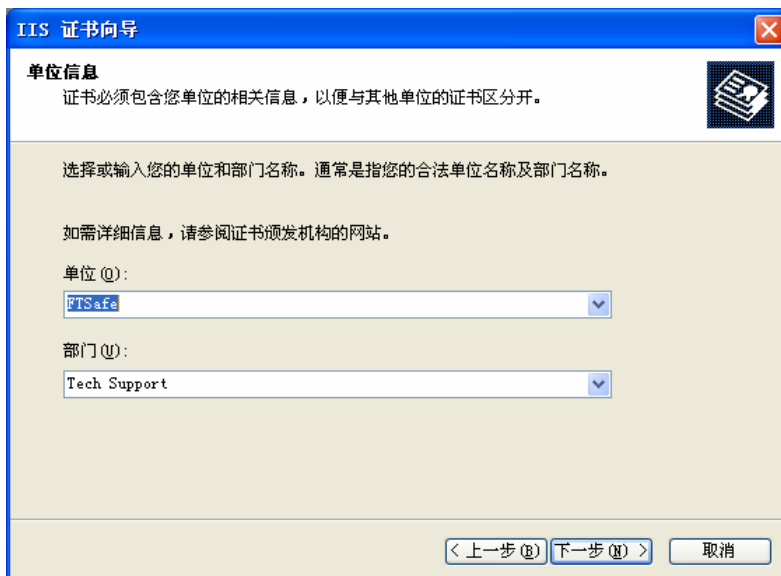 IIS 证书向导
单位信息
证书必须包含您单位的相关信息，以便与其他单位的证书区分开。
选择或输入您的单位和部门名称。通常是指您的合法单位名称及部门名称。
如需详细信息，请参阅证书颁发机构的网站。
单位(O):
FTSafe
部门(U):
Tech Support
< 上一步(B) 下一步(N) > 取消